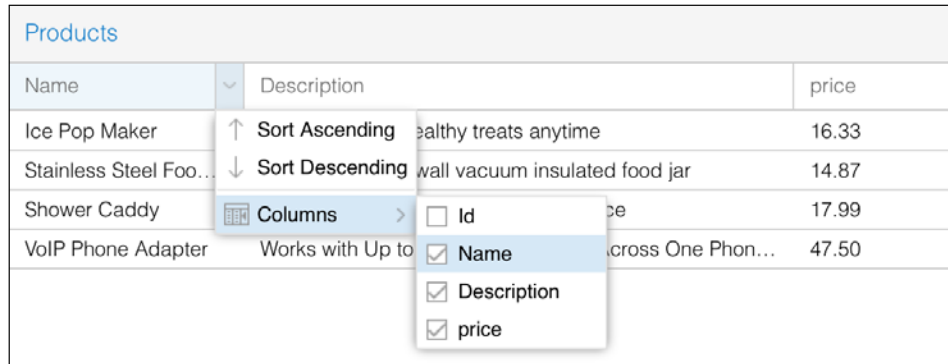 Products
Name Description price
Ice Pop Maker ealthy treats anytime 16.33
Stainless Steel Foo... wall vacuum insulated food jar 14.87
Shower Caddy ce 17.99
VoIP Phone Adapter Works with Up to Across One Phon... 47.50
Sort Ascending
Sort Descending
Columns
Id
Name
Description
price